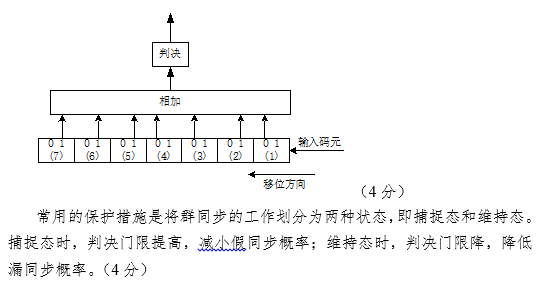 判决
相加
0 1 0 1 0 1 0 1 0 1 0 1 0 1
(7) (6) (5) (4) (3) (2) (1)
输入码元
移位方向
（4 分）
常用的保护措施是将群同步的工作划分为两种状态，即捕捉态和维持态。
捕捉态时，判决门限提高，减小假同步概率；维持态时，判决门限降，降低
漏同步概率。（4 分）